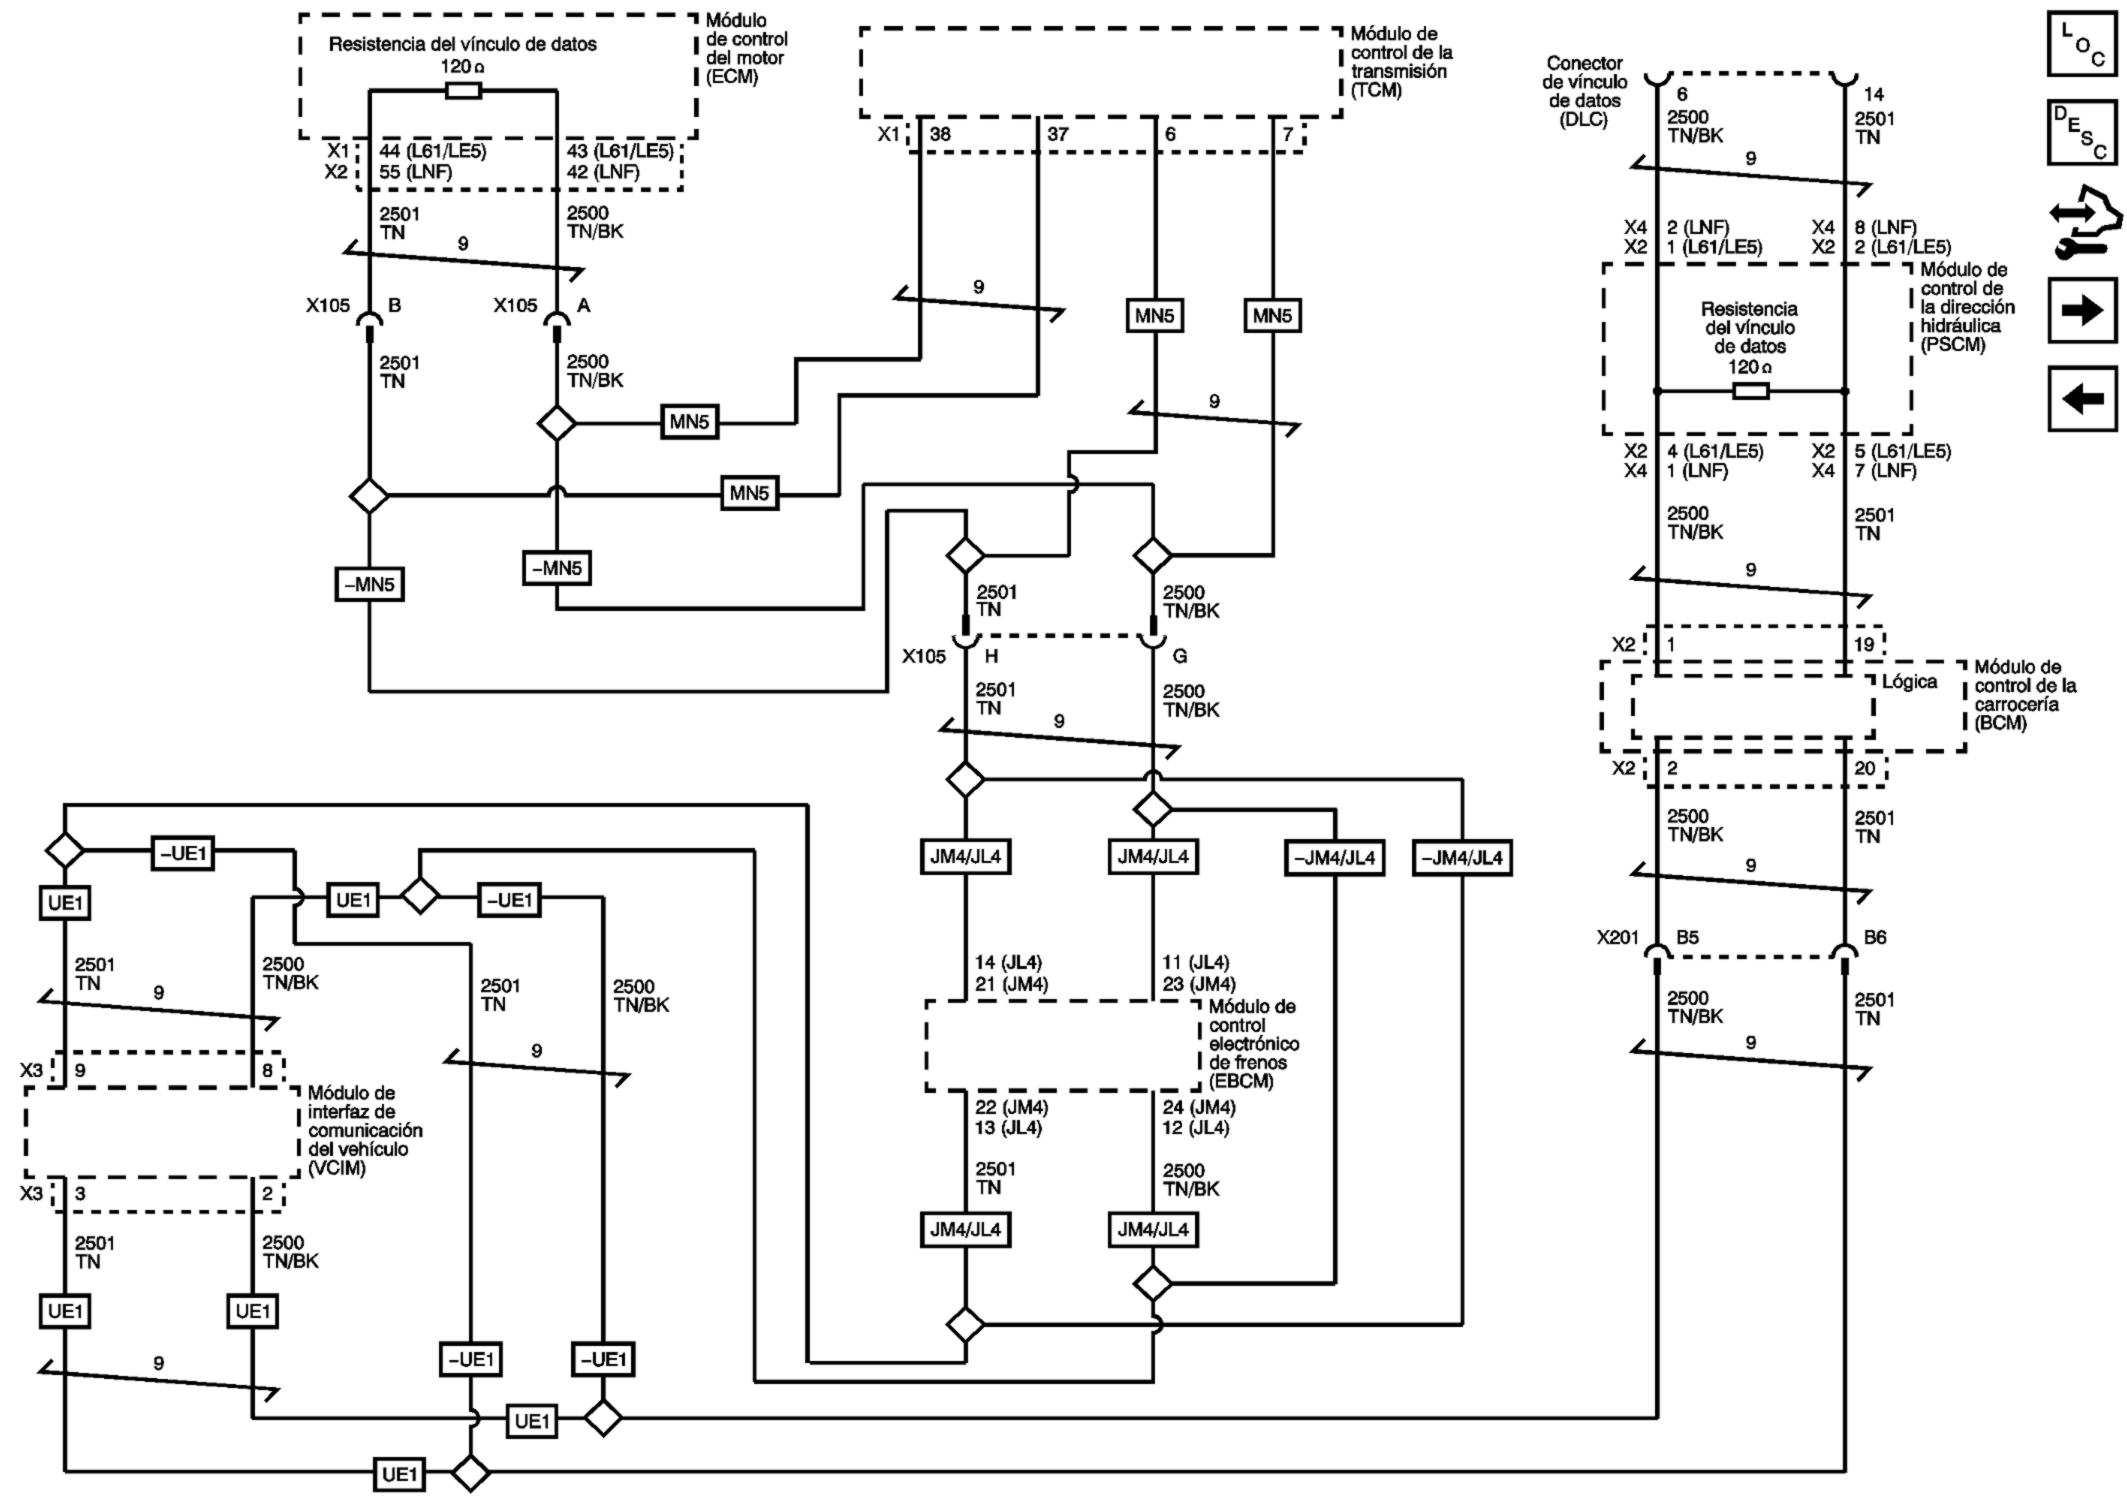 Resistencia del vínculo de datos
120 Ω
Módulo
de control
del motor
(ECM)
X1
44 (L61/LE5)
43 (L61/LE5)
X2
55 (LNF)
42 (LNF)
2501
TN
2500
TN/BK
9
X105
B
X105
A
2501
TN
2500
TN/BK
MN5
MN5
–MN5
–MN5
Módulo de
control de la
transmisión
(TCM)
X1
38
37
6
7
9
MN5
MN5
9
2501
TN
2500
TN/BK
X105
H
G
2501
TN
2500
TN/BK
9
JM4/JL4
JM4/JL4
–JM4/JL4
–JM4/JL4
14 (JL4)
21 (JM4)
11 (JL4)
23 (JM4)
Módulo de
control
electrónico
de frenos
(EBCM)
22 (JM4)
13 (JL4)
24 (JM4)
12 (JL4)
2501
TN
2500
TN/BK
JM4/JL4
JM4/JL4
–UE1
UE1
UE1
–UE1
2501
TN
2500
TN/BK
9
2501
TN
2500
TN/BK
9
X3
9
8
Módulo de
interfaz de
comunicación
del vehículo
(VCIM)
X3
3
2
2501
TN
2500
TN/BK
UE1
UE1
9
–UE1
–UE1
UE1
UE1
Conector
de vínculo
de datos
(DLC)
6
14
2500
TN/BK
2501
TN
9
X4
2 (LNF)
X4
8 (LNF)
X2
1 (L61/LE5)
X2
2 (L61/LE5)
Módulo de
control de
la dirección
hidráulica
(PSCM)
Resistencia
del vínculo
de datos
120 Ω
X2
4 (L61/LE5)
X2
5 (L61/LE5)
X4
1 (LNF)
X4
7 (LNF)
2500
TN/BK
2501
TN
9
X2
1
19
Lógica
Módulo de
control de la
carrocería
(BCM)
X2
2
20
2500
TN/BK
2501
TN
9
X201
B5
B6
2500
TN/BK
2501
TN
9
LOC
DESC